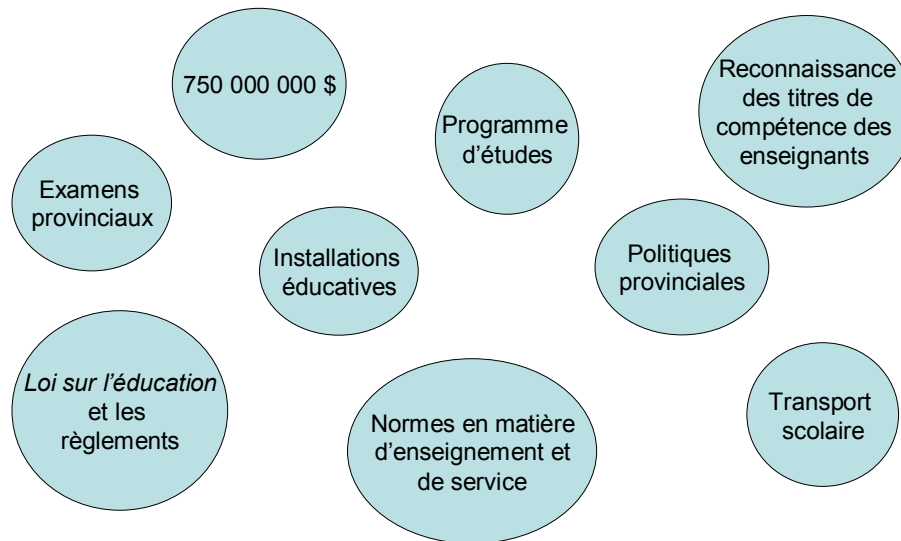 750 000 000 $
Programme
d’études
Reconnaissance
des titres de
compétence des
enseignants
Examens
provinciaux
Installations
éducatives
Politiques
provinciales
Loi sur l’éducation
et les
règlements
Normes en matière
d’enseignement et
de service
Transport
scolaire